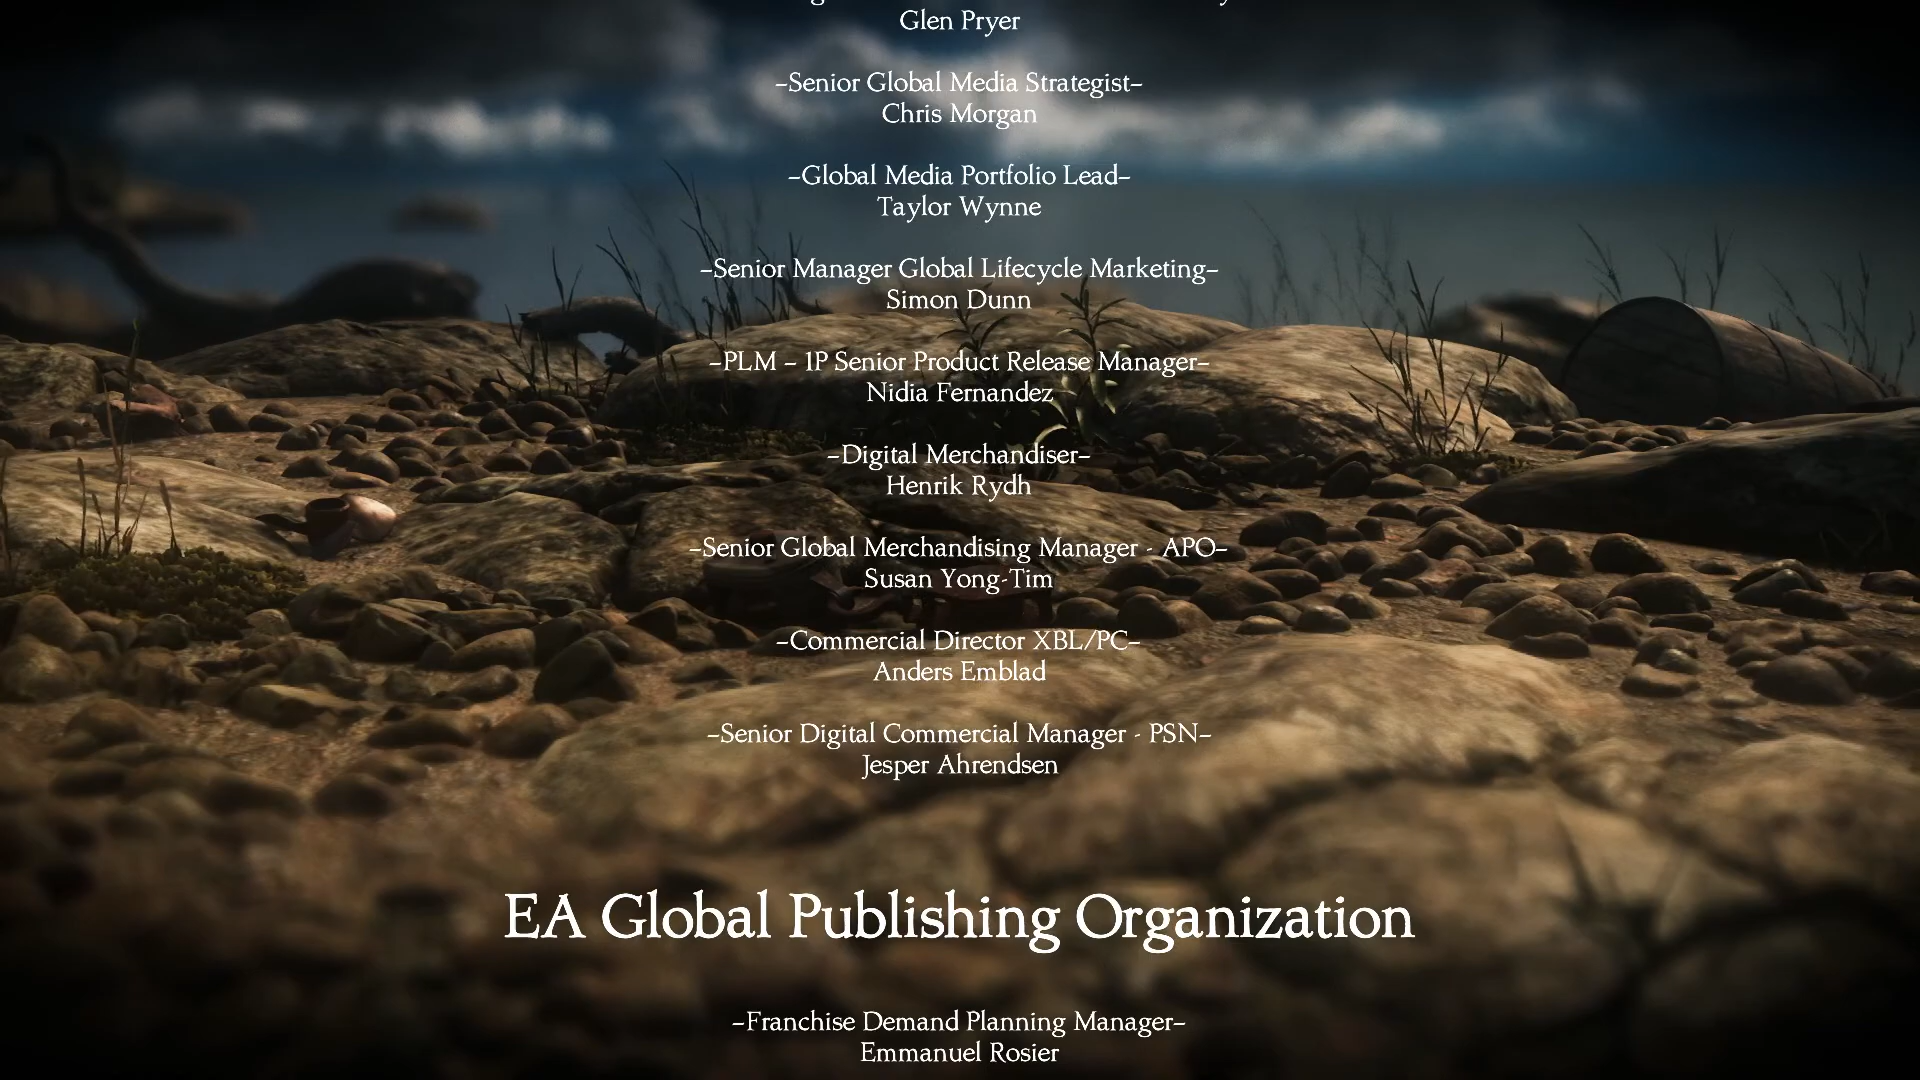 Glen Pryer
–Senior Global Media Strategist–
Chris Morgan
–Global Media Portfolio Lead–
Taylor Wynne
–Senior Manager Global Lifecycle Marketing–
Simon Dunn
–PLM – 1P Senior Product Release Manager–
Nidia Fernandez
–Digital Merchandiser–
Henrik Rydh
–Senior Global Merchandising Manager - APO–
Susan Yong-Tim
–Commercial Director XBL/PC–
Anders Emblad
–Senior Digital Commercial Manager - PSN–
Jesper Ahrendsen
EA Global Publishing Organization
–Franchise Demand Planning Manager–
Emmanuel Rosier